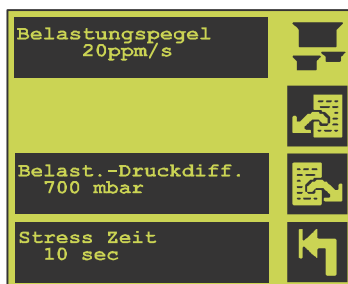 Belastungspegel
20ppm/s
Belast.-Druckdiff.
700 mbar
Stress Zeit
10 sec